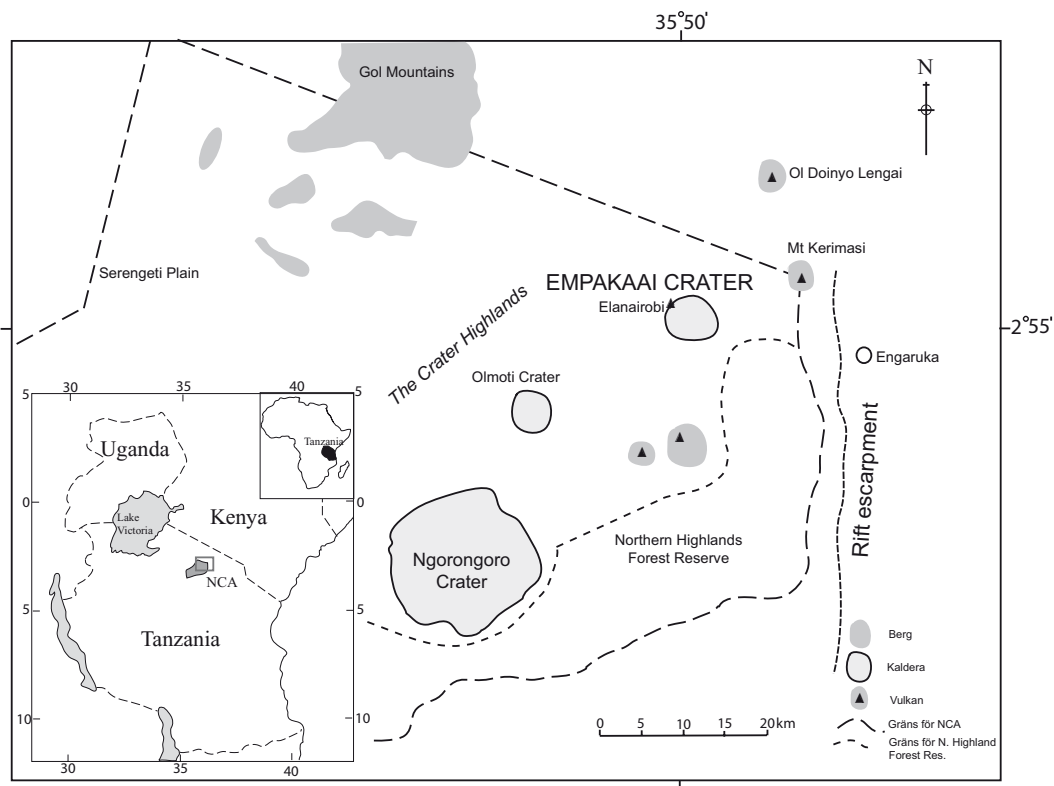 35°50'
Gol Mountains
N
Ol Doinyo Lengai
Mt Kerimasi
Serengeti Plain
EMPAKAAI CRATER
Elanairobi
2°55'
The Crater Highlands
Engaruka
Olmoti Crater
Rift escarpment
Northern Highlands
Forest Reserve
Ngorongoro
Crater
30
35
40
5
5
Uganda
Tanzania
0
0
Lake
Victoria
Kenya
NCA
5
5
Tanzania
10
10
30
35
40
0
5
10
15
20 km
Berg
Kaldera
Vulkan
Gräns för NCA
Gräns för N. Highland
Forest Res.